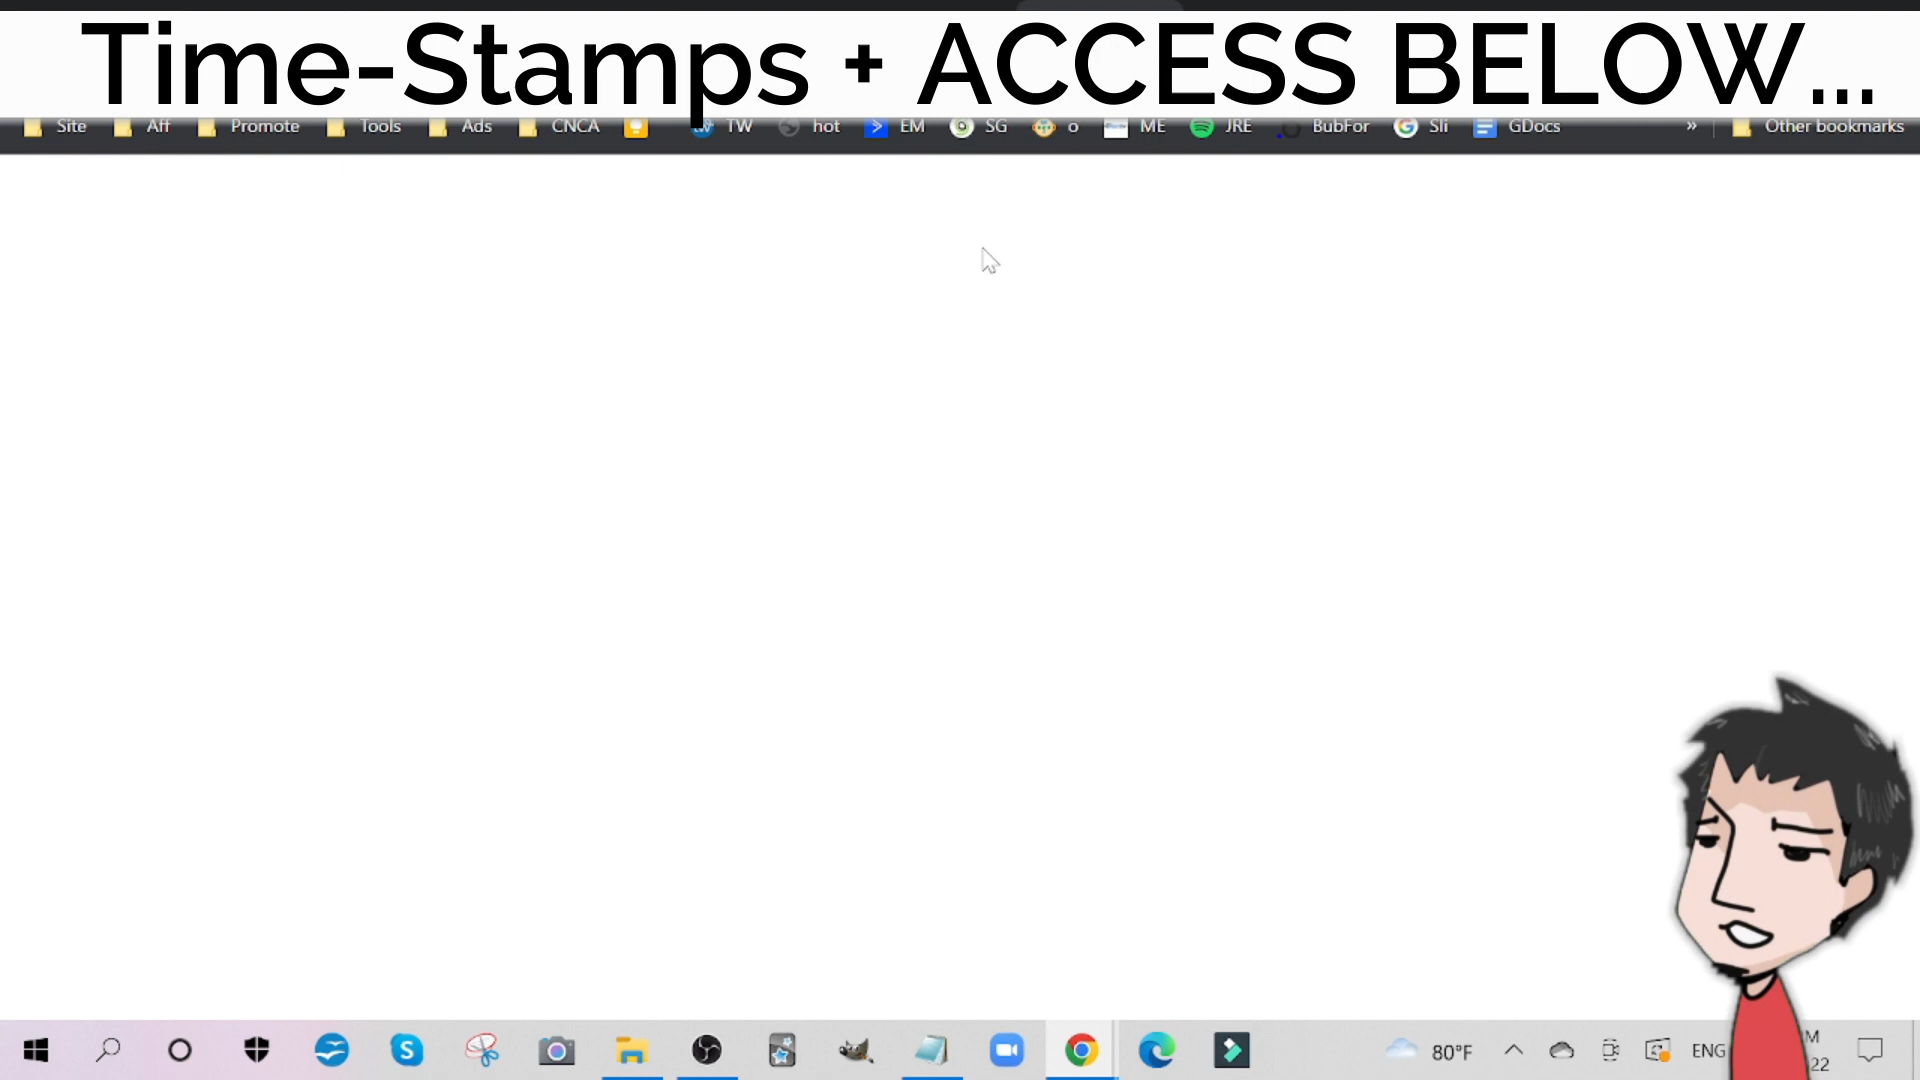 Time-Stamps + ACCESS BELOW...
Site Aff Promote Tools Ads CNCA TW hot EM SG o ME JRE BubFor Sli GDocs » Other bookmarks
80°F ENG M
22